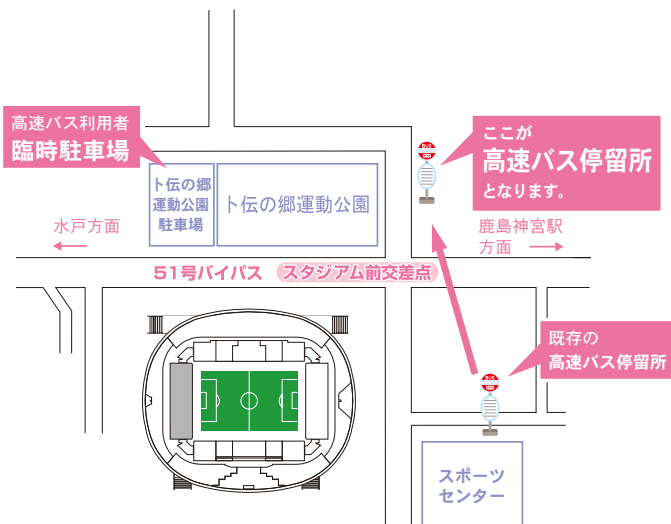 高速バス利用者
臨時駐車場
ここが
高速バス停留所
となります。
BUS
卜伝の郷
運動公園
駐車場
卜伝の郷運動公園
水戸方面
鹿島神宮駅
方面
51号バイパス
スタジアム前交差点
既存の
高速バス停留所
BUS
スポーツ
センター